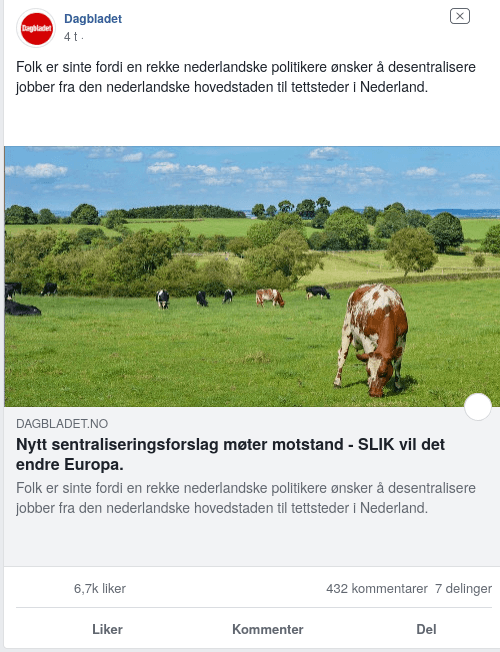 Dagbladet
Dagbladet
4 t ·
Folk er sinte fordi en rekke nederlandske politikere ønsker å desentralisere
jobber fra den nederlandske hovedstaden til tettsteder i Nederland.
DAGBLADET.NO
Nytt sentraliseringsforslag møter motstand - SLIK vil det
endre Europa.
Folk er sinte fordi en rekke nederlandske politikere ønsker å desentralisere
jobber fra den nederlandske hovedstaden til tettsteder i Nederland.
6,7k liker 432 kommentarer 7 delinger
Liker Kommenter Del